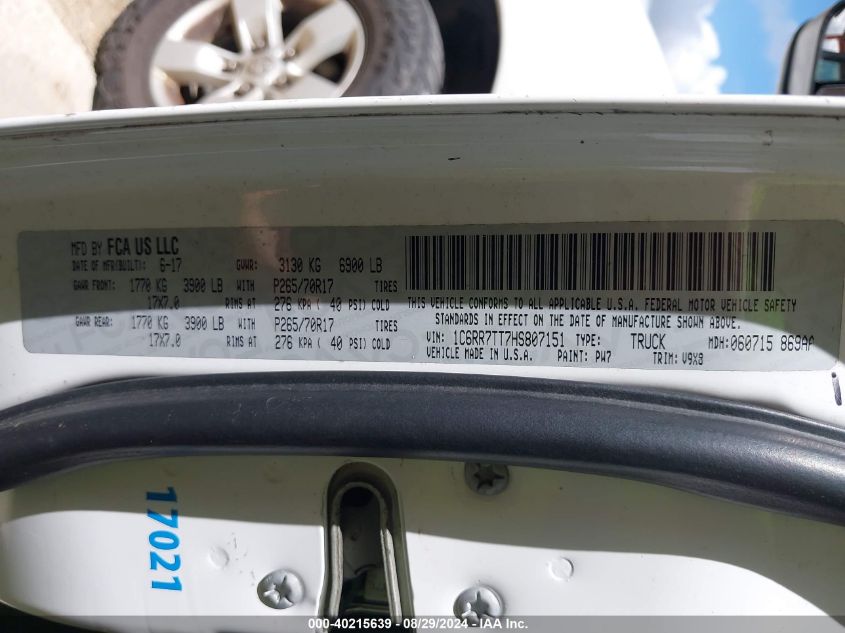 MFD BY FCA US LLC
DATE OF MFR(BUILT): 6-17 GVWR: 3130 KG 6900 LB
GAWR FRONT: 1770 KG 3900 LB WITH P265/70R17 TIRES
17X7.0 RIMS AT 276 KPA ( 40 PSI) COLD
GAWR REAR: 1770 KG 3900 LB WITH P265/70R17 TIRES
17X7.0 RIMS AT 276 KPA ( 40 PSI) COLD
THIS VEHICLE CONFORMS TO ALL APPLICABLE U.S.A. FEDERAL MOTOR VEHICLE SAFETY
STANDARDS IN EFFECT ON THE DATE OF MANUFACTURE SHOWN ABOVE.
VIN: 1C6RR7TT7HS807151 TYPE: TRUCK MDH: 060715 869AF
VEHICLE MADE IN U.S.A. PAINT: PW7 TRIM: V9X8
17021
000-40215639 - 08/29/2024 - IAA Inc.